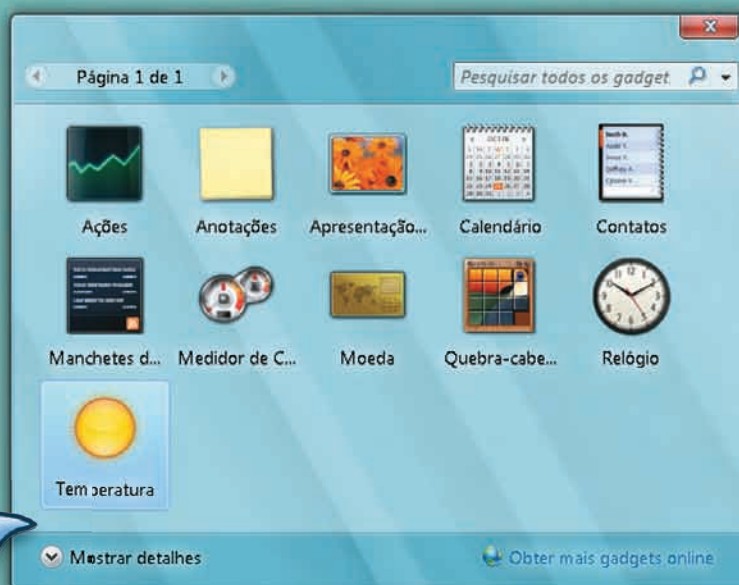 Página 1 de 1
Pesquisar todos os gadget
Ações
Anotações
Apresentação...
Calendário
Contatos
Manchetes d...
Medidor de C...
Moeda
Quebra-cabe...
Relógio
Temperatura
Mostrar detalhes
Obter mais gadgets online